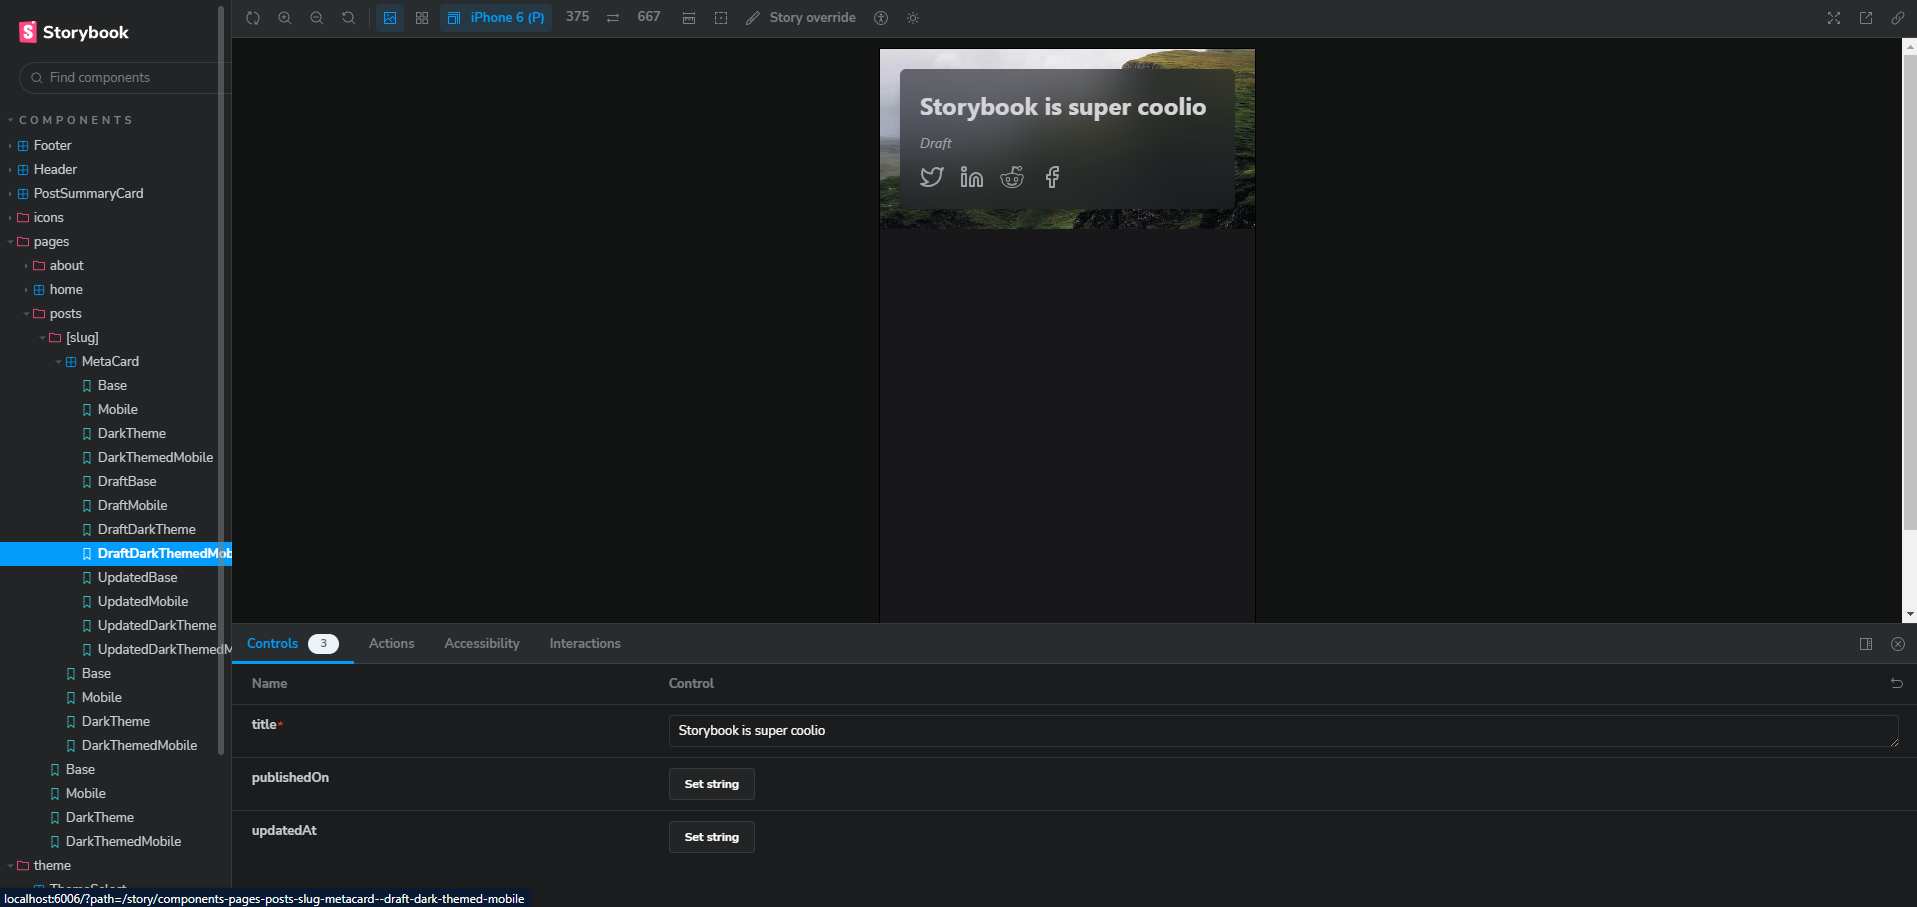 Storybook
Find components
COMPONENTS
Footer
Header
PostSummaryCard
icons
pages
about
home
posts
[slug]
MetaCard
Base
Mobile
DarkTheme
DarkThemedMobile
DraftBase
DraftMobile
DraftDarkTheme
DraftDarkThemedMob
UpdatedBase
UpdatedMobile
UpdatedDarkTheme
UpdatedDarkThemedM
Base
Mobile
DarkTheme
DarkThemedMobile
Base
Mobile
DarkTheme
DarkThemedMobile
theme
ThemeSelect
localhost:6006/?path=/story/components-pages-posts-slug-metacard--draft-dark-themed-mobile
iPhone 6 (P) 375 667 Story override
Storybook is super coolio
Draft
Controls 3 Actions Accessibility Interactions
Name Control
title* Storybook is super coolio
publishedOn Set string
updatedAt Set string